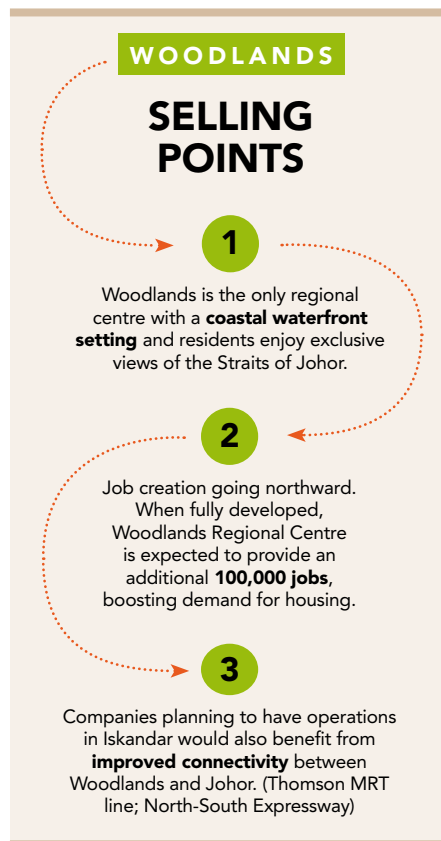 WOODLANDS
SELLING
POINTS
1
Woodlands is the only regional
centre with a coastal waterfront
setting and residents enjoy exclusive
views of the Straits of Johor.
2
Job creation going northward.
When fully developed,
Woodlands Regional Centre
is expected to provide an
additional 100,000 jobs,
boosting demand for housing.
3
Companies planning to have operations
in Iskandar would also benefit from
improved connectivity between
Woodlands and Johor. (Thomson MRT
line; North-South Expressway)